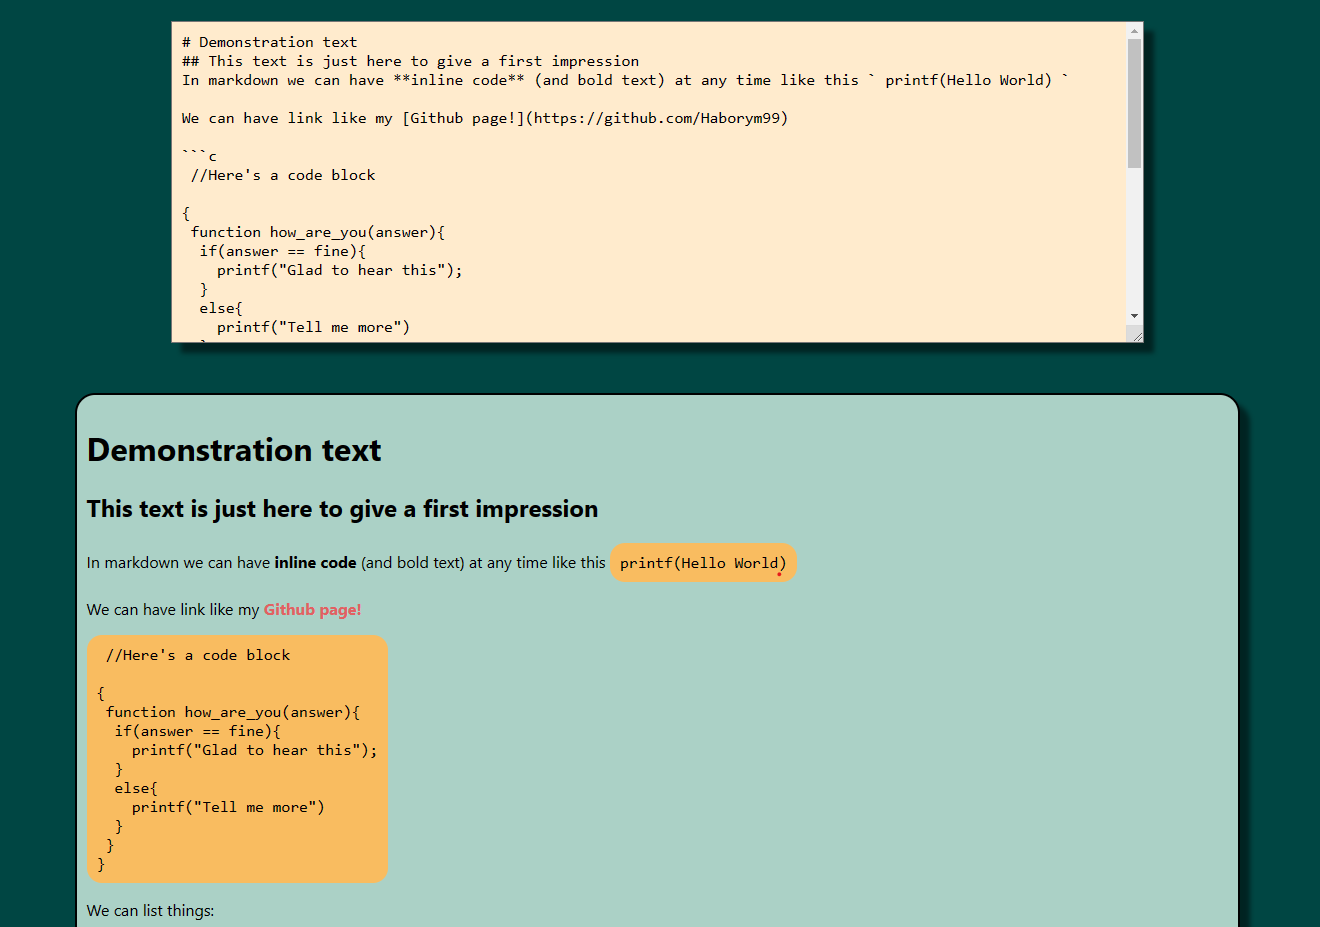 # Demonstration text
## This text is just here to give a first impression
In markdown we can have **inline code** (and bold text) at any time like this ` printf(Hello World) `
We can have link like my [Github page!](https://github.com/Haborym99)
```c
 //Here's a code block
{
 function how_are_you(answer){
  if(answer == fine){
    printf("Glad to hear this");
  }
  else{
    printf("Tell me more")
Demonstration text
This text is just here to give a first impression
In markdown we can have inline code (and bold text) at any time like this printf(Hello World)
We can have link like my Github page!
 //Here's a code block
{
 function how_are_you(answer){
  if(answer == fine){
    printf("Glad to hear this");
  }
  else{
    printf("Tell me more")
  }
 }
}
We can list things: